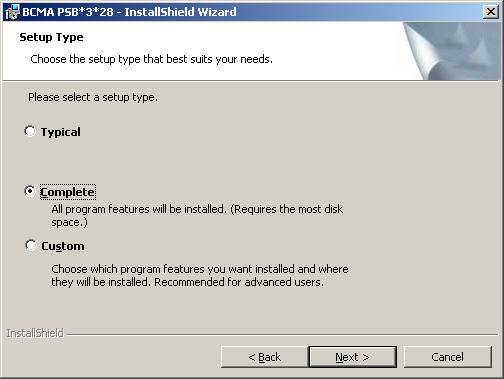 BCMA PSB*3*28 - InstallShield Wizard
Setup Type
Choose the setup type that best suits your needs.
Please select a setup type.
Typical
Complete
All program features will be installed. (Requires the most disk
space.)
Custom
Choose which program features you want installed and where
they will be installed. Recommended for advanced users.
InstallShield
< Back
Next >
Cancel